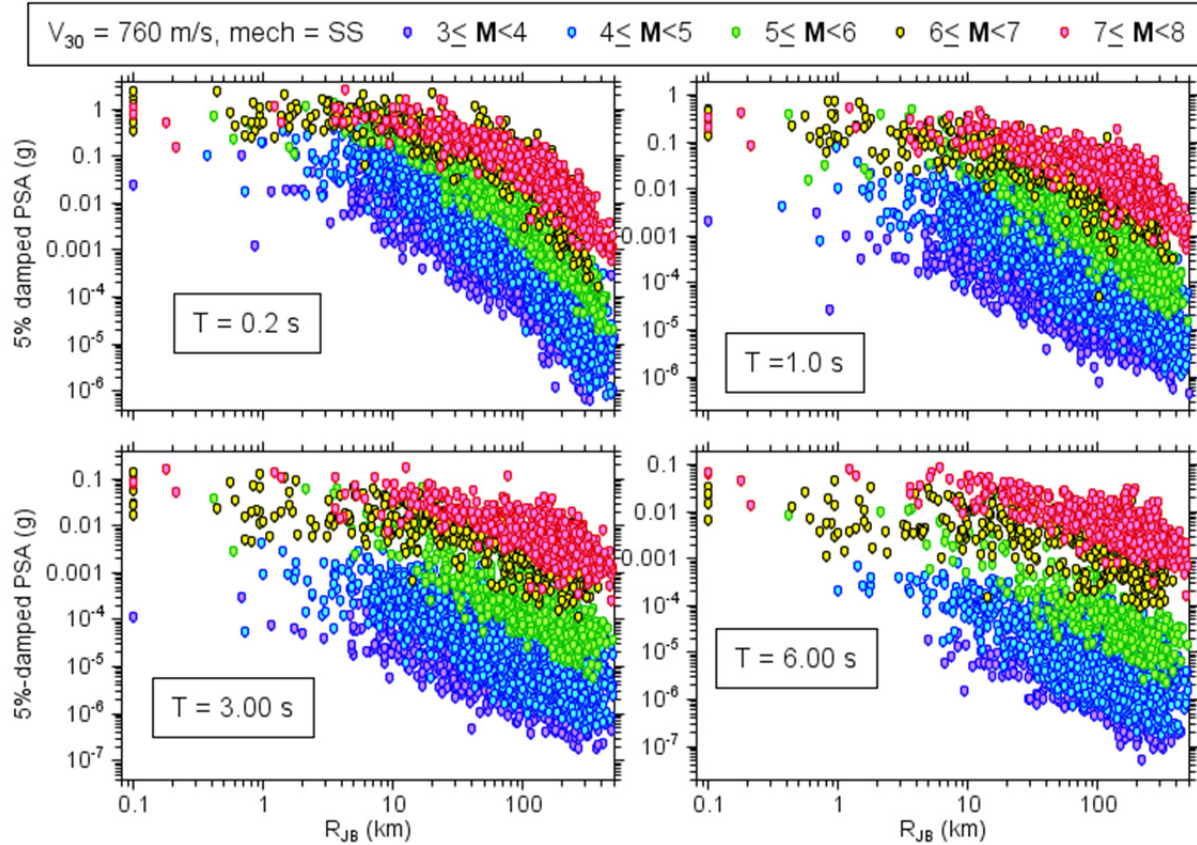 V₃₀ = 760 m/s, mech = SS 3≤ M<4 4≤ M<5 5≤ M<6 6≤ M<7 7≤ M<8
5% damped PSA (g)
1
0.1
0.01
0.001
10⁻⁴
10⁻⁵
10⁻⁶
T = 0.2 s
1
0.1
0.01
0.001
10⁻⁴
10⁻⁵
10⁻⁶
T =1.0 s
5%-damped PSA (g)
0.1
0.01
0.001
10⁻⁴
10⁻⁵
10⁻⁶
10⁻⁷
T = 3.00 s
0.1 1 10 100
R_JB (km)
0.1
0.01
0.001
10⁻⁴
10⁻⁵
10⁻⁶
10⁻⁷
T = 6.00 s
0.1 1 10 100
R_JB (km)